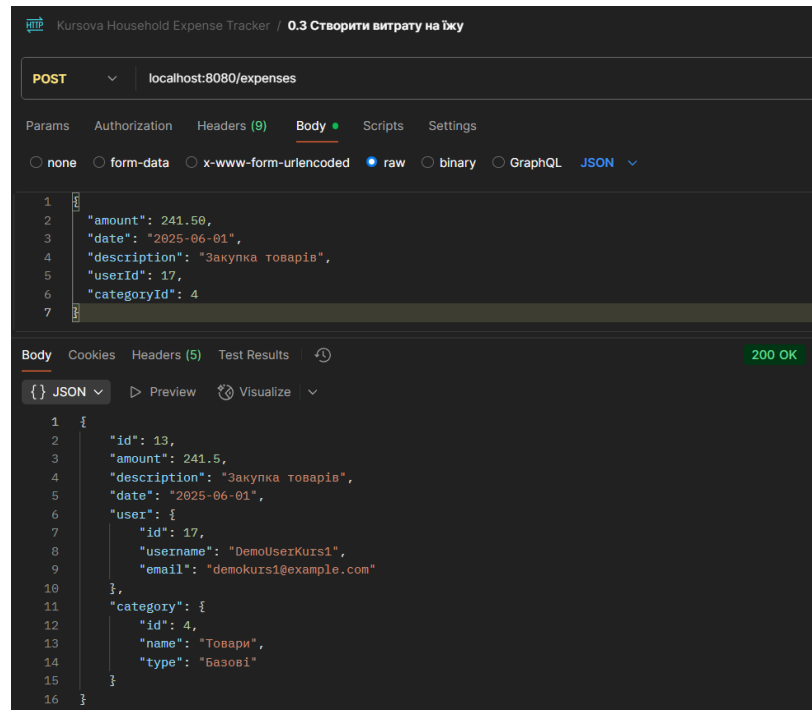 HTTP Kursova Household Expense Tracker / 0.3 Створити витрату на їжу
POST localhost:8080/expenses
Params Authorization Headers (9) Body Scripts Settings
none form-data x-www-form-urlencoded raw binary GraphQL JSON
1 {
2 "amount": 241.50,
3 "date": "2025-06-01",
4 "description": "Закупка товарів",
5 "userId": 17,
6 "categoryId": 4
7 }
Body Cookies Headers (5) Test Results 200 OK
{} JSON Preview Visualize
1 {
2 "id": 13,
3 "amount": 241.5,
4 "description": "Закупка товарів",
5 "date": "2025-06-01",
6 "user": {
7 "id": 17,
8 "username": "DemoUserKurs1",
9 "email": "demokurs1@example.com"
10 },
11 "category": {
12 "id": 4,
13 "name": "Товари",
14 "type": "Базові"
15 }
16 }